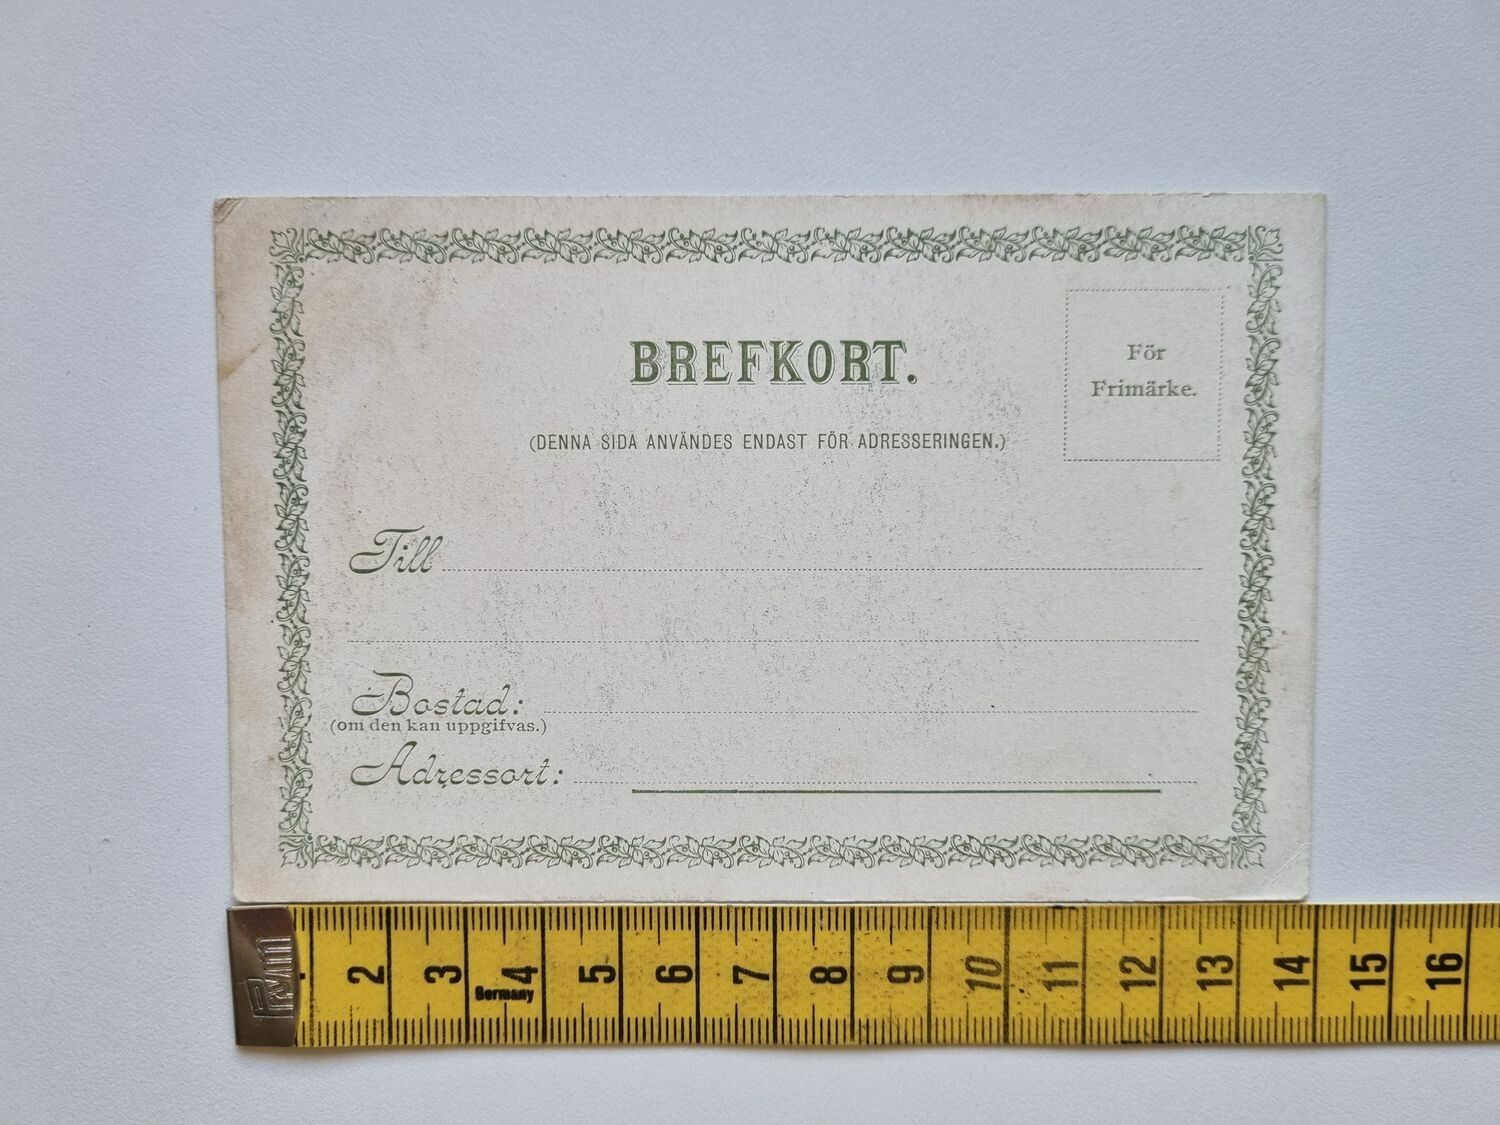 BREFKORT.
För
Frimärke.
(DENNA SIDA ANVÄNDES ENDAST FÖR ADRESSERINGEN.)
Till
Bostad:
(om den kan uppgifvas.)
Adressort:
2 3 4 5 6 7 8 9 10 11 12 13 14 15 16
Germany